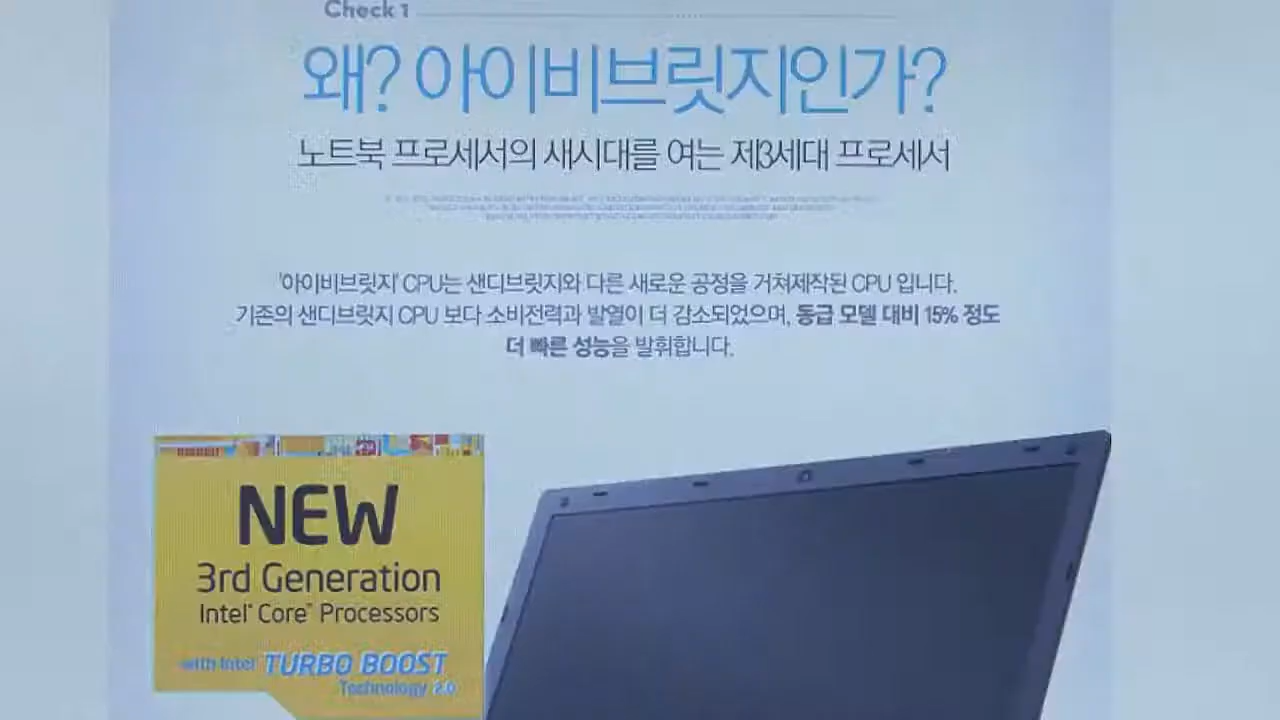 Check 1
왜? 아이비브릿지인가?
노트북 프로세서의 새시대를 여는 제3세대 프로세서
'아이비브릿지' CPU는 샌디브릿지와 다른 새로운 공정을 거쳐제작된 CPU 입니다.
기존의 샌디브릿지 CPU 보다 소비전력과 발열이 더 감소되었으며, 동급 모델 대비 15% 정도
더 빠른 성능을 발휘합니다.
NEW
3rd Generation
Intel® Core™ Processors
with Intel® TURBO BOOST
Technology 2.0